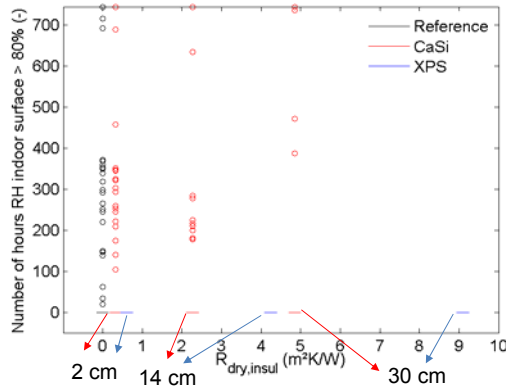 Number of hours RH indoor surface > 80% (-)
700
600
500
400
300
200
100
0
Reference
CaSi
XPS
0 1 2 3 4 5 6 7 8 9 10
R_dry,insul (m²K/W)
2 cm
14 cm
30 cm